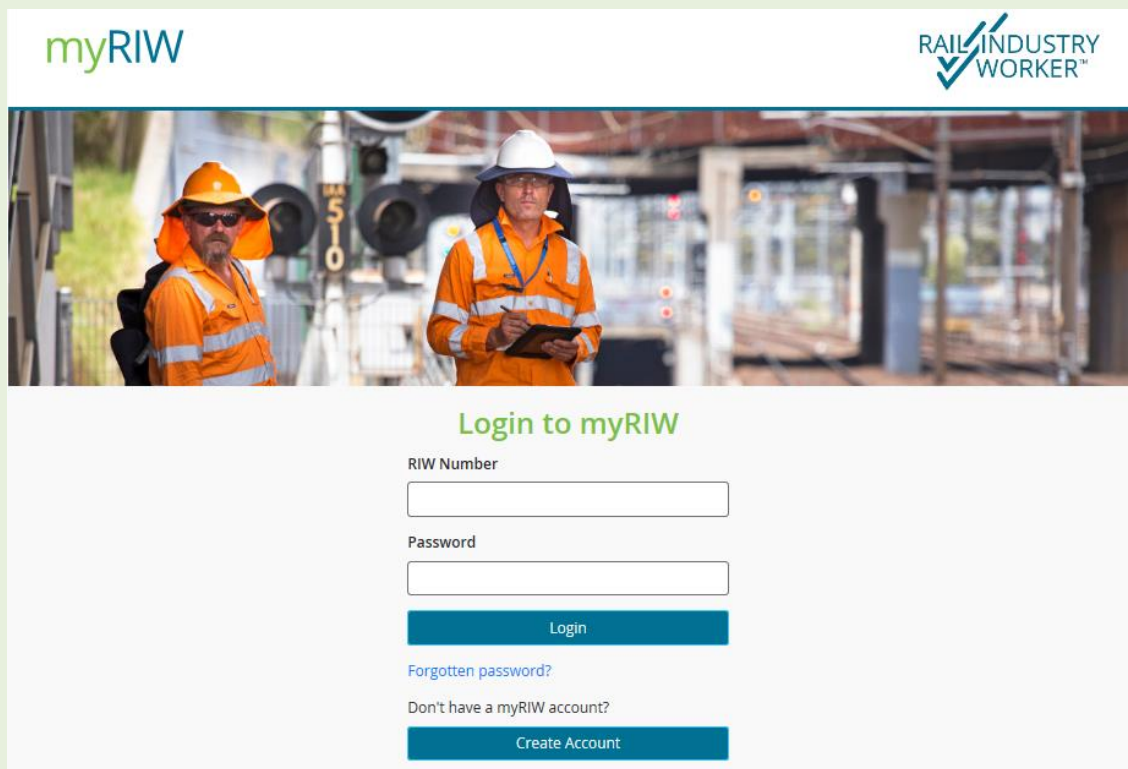 myRIW
RAIL INDUSTRY
WORKER™
510
Login to myRIW
RIW Number
Password
Login
Forgotten password?
Don't have a myRIW account?
Create Account